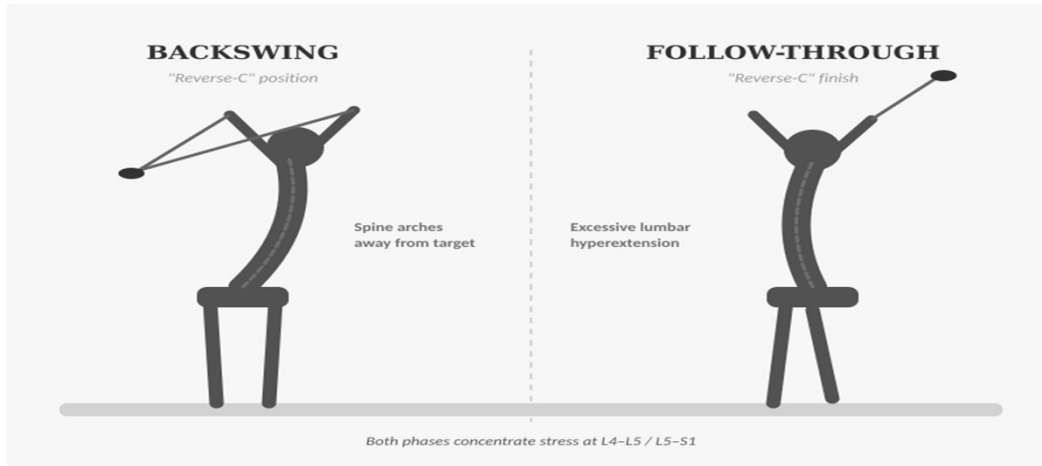 BACKSWING
"Reverse-C" position
Spine arches
away from target
FOLLOW-THROUGH
"Reverse-C" finish
Excessive lumbar
hyperextension
Both phases concentrate stress at L4–L5 / L5–S1